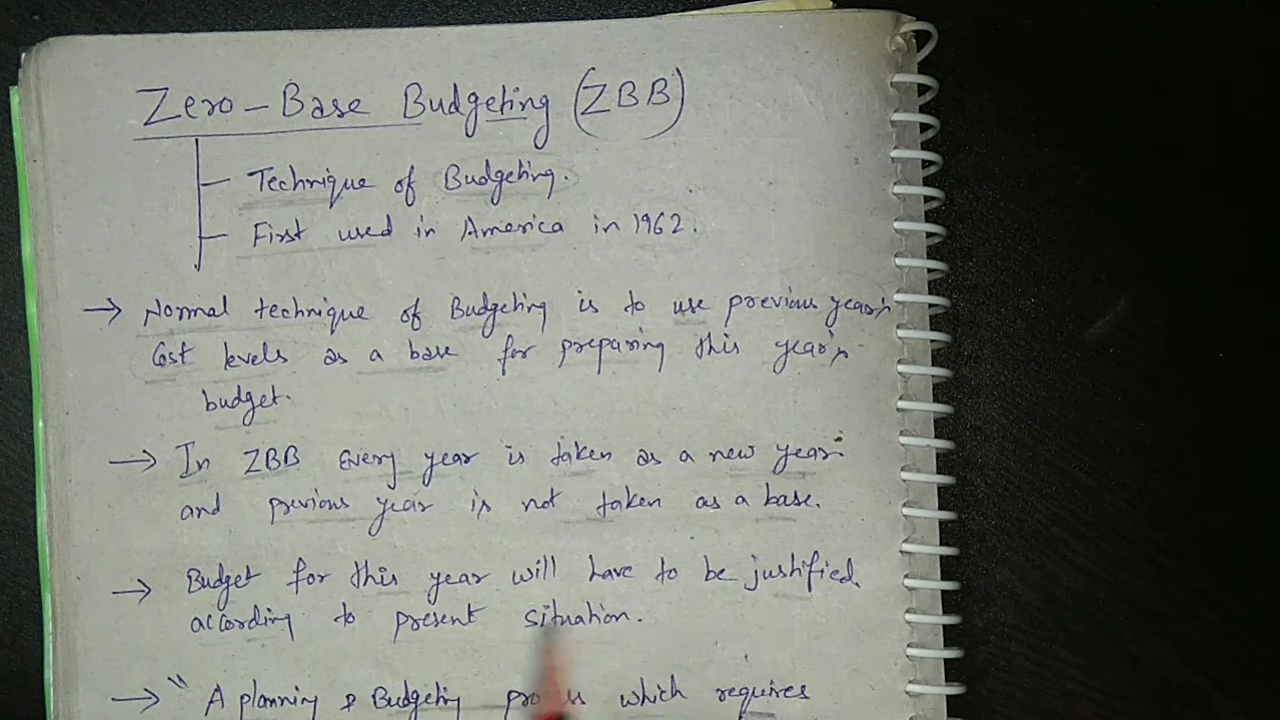 Zero-Base Budgeting (ZBB)
Technique of Budgeting.
First used in America in 1962.
→ Normal technique of Budgeting is to use previous year's
Cost levels as a base for preparing this year's
budget.
→ In ZBB Every year is taken as a new year
and previous year is not taken as a base.
→ Budget for this year will have to be justified
according to present situation.
→ " A planning & Budgeting which requires